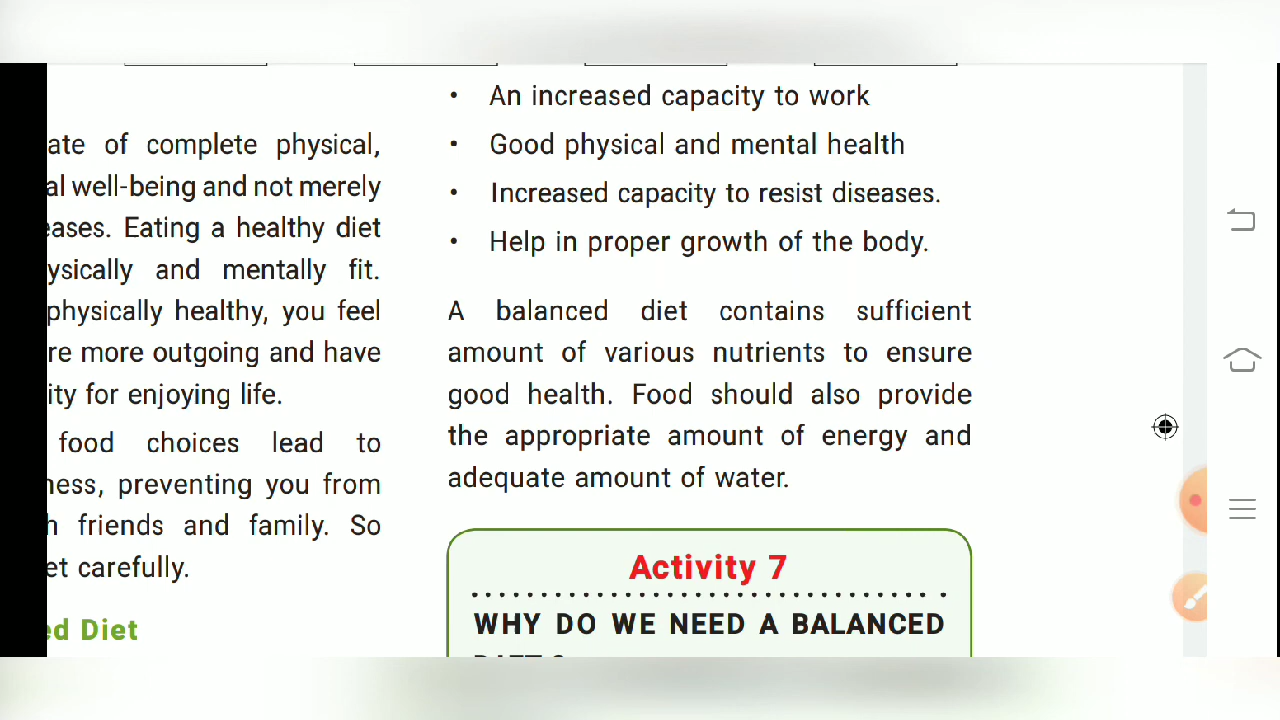 ate of complete physical,
al well-being and not merely
eases. Eating a healthy diet
ysically and mentally fit.
physically healthy, you feel
re more outgoing and have
ity for enjoying life.
food choices lead to
ness, preventing you from
h friends and family. So
et carefully.
ed Diet
• An increased capacity to work
• Good physical and mental health
• Increased capacity to resist diseases.
• Help in proper growth of the body.
A balanced diet contains sufficient
amount of various nutrients to ensure
good health. Food should also provide
the appropriate amount of energy and
adequate amount of water.
Activity 7
WHY DO WE NEED A BALANCED